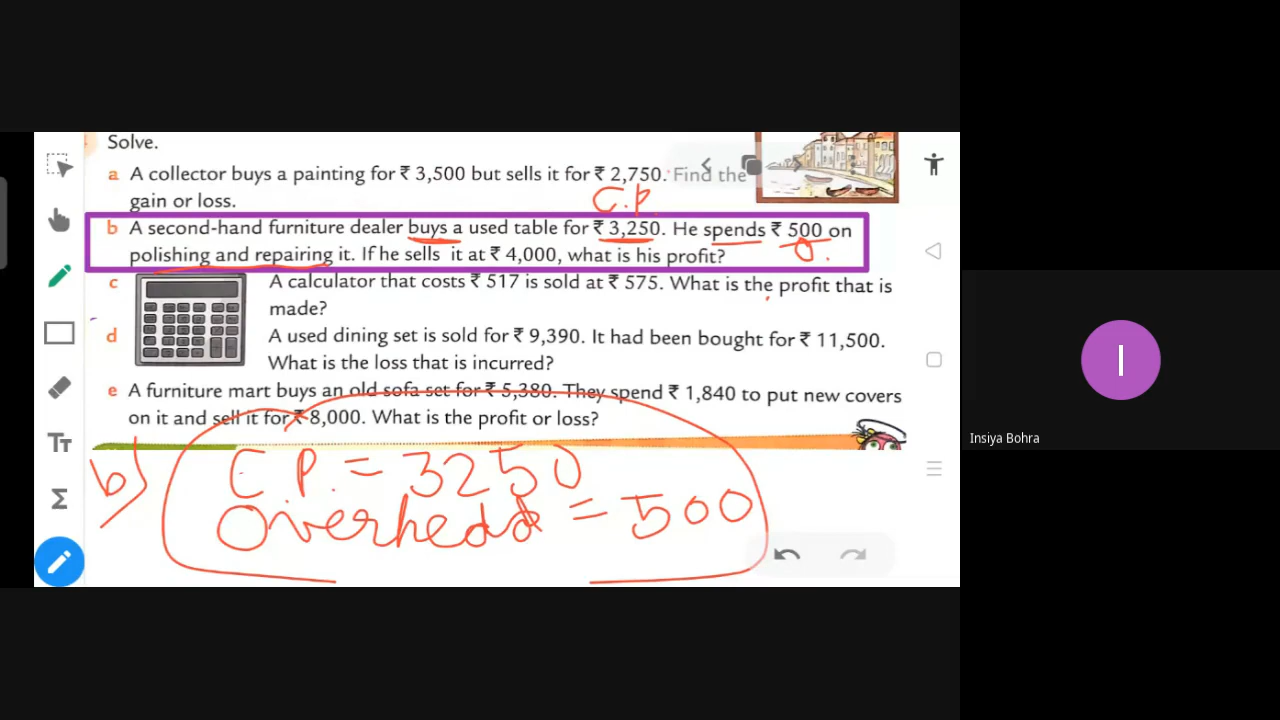 Solve.
a A collector buys a painting for ₹ 3,500 but sells it for ₹ 2,750. Find the
gain or loss.
C.P.
b A second-hand furniture dealer buys a used table for ₹ 3,250. He spends ₹ 500 on
polishing and repairing it. If he sells it at ₹ 4,000, what is his profit?
O.
c A calculator that costs ₹ 517 is sold at ₹ 575. What is the profit that is
made?
d A used dining set is sold for ₹ 9,390. It had been bought for ₹ 11,500.
What is the loss that is incurred?
e A furniture mart buys an old sofa set for ₹ 5,380. They spend ₹ 1,840 to put new covers
on it and sell it for ₹ 8,000. What is the profit or loss?
b) C.P. = 3250
Overhead = 500
Tт
Σ
I
Insiya Bohra